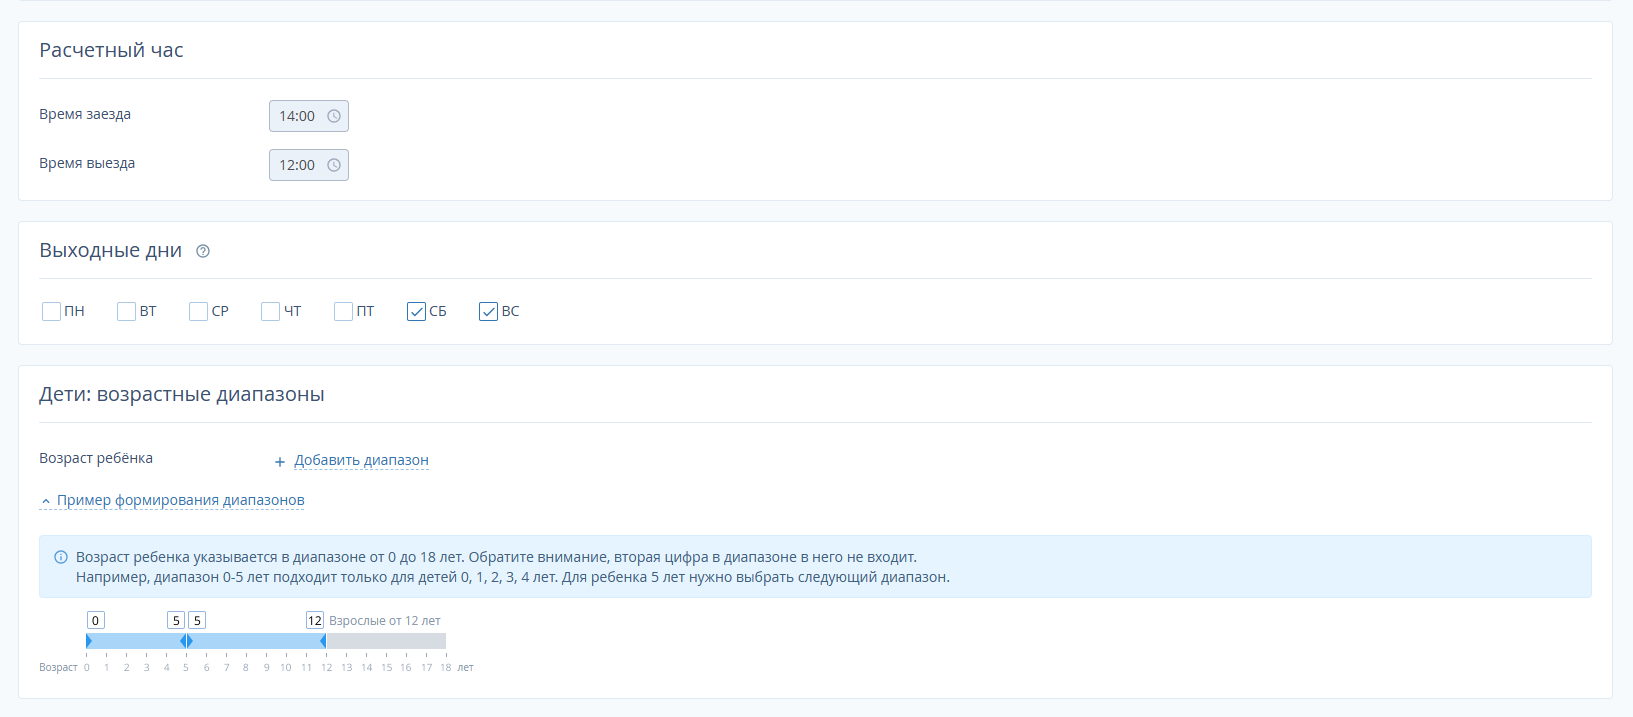 Расчетный час
Время заезда 14:00
Время выезда 12:00
Выходные дни
ПН ВТ СР ЧТ ПТ СБ ВС
Дети: возрастные диапазоны
Возраст ребёнка + Добавить диапазон
Пример формирования диапазонов
Возраст ребенка указывается в диапазоне от 0 до 18 лет. Обратите внимание, вторая цифра в диапазоне в него не входит.
Например, диапазон 0-5 лет подходит только для детей 0, 1, 2, 3, 4 лет. Для ребенка 5 лет нужно выбрать следующий диапазон.
0 5 5 12 Взрослые от 12 лет
Возраст 0 1 2 3 4 5 6 7 8 9 10 11 12 13 14 15 16 17 18 лет